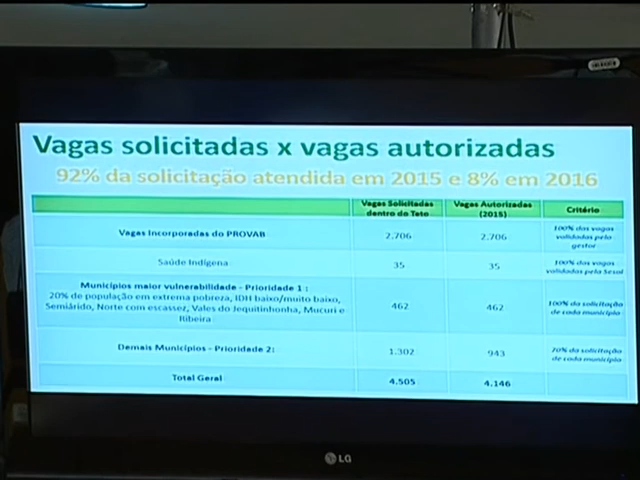 Vagas solicitadas x vagas autorizadas
92% da solicitação atendida em 2015 e 8% em 2016
Vagas Solicitadas dentro do Teto
Vagas Autorizadas (2015)
Critério
Vagas Incorporadas do PROVAB
2.706
2.706
100% das vagas
validadas pelo
gestor
Saúde Indígena
35
35
100% das vagas
validadas pela Sesai
Municípios maior vulnerabilidade - Prioridade 1 :
20% de população em extrema pobreza, IDH baixo/muito baixo,
Semiárido, Norte com escassez, Vales do Jequitinhonha, Mucuri e
Ribeira
462
462
100% da solicitação
de cada município
Demais Municípios - Prioridade 2:
1.302
943
70% da solicitação
de cada município
Total Geral
4.505
4.146
LG